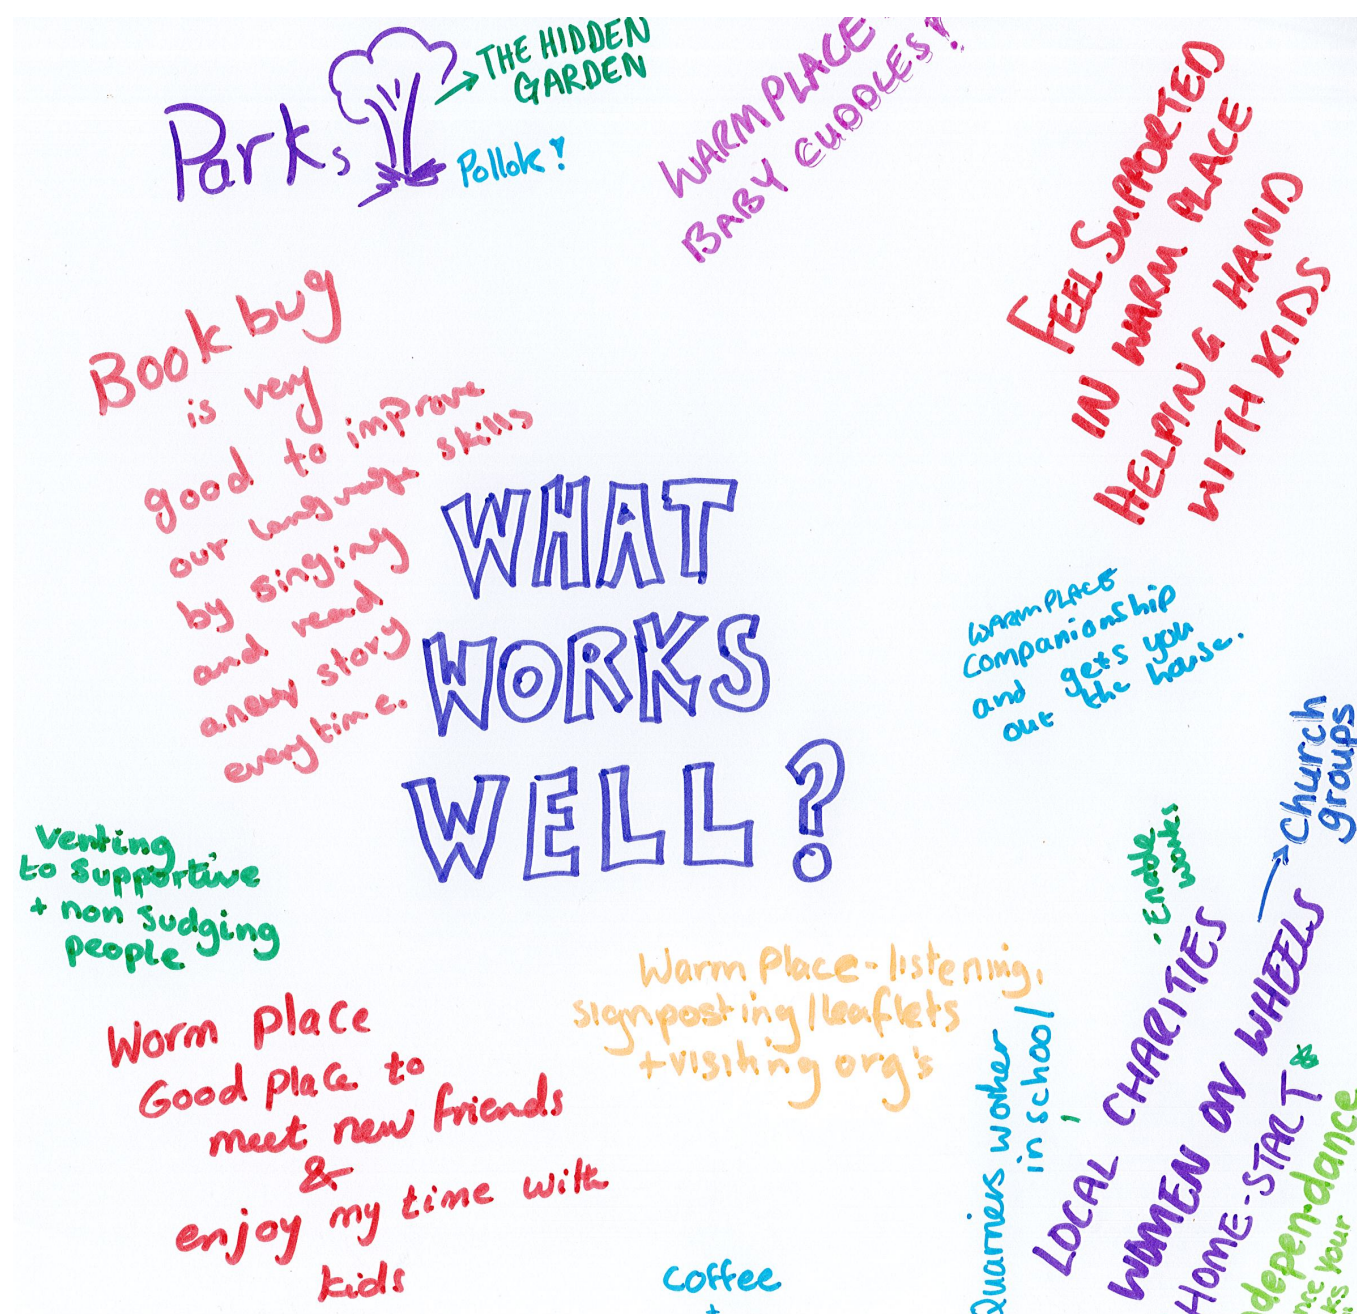 Parks
THE HIDDEN
GARDEN
Pollok!
WARM PLACE
BABY CUDDLES!
FEEL SUPPORTED
IN WARM PLACE
HELPING HAND
WITH KIDS
Book bug
is very
good to improve
our language skills
by singing
and read
a new story
every time.
WHAT
WORKS
WELL?
WARM PLACE
Companionship
and gets you
out the house.
Church
groups
- Enable
works
venting
to supportive
+ non Judging
people
Warm Place - listening,
signposting/leaflets
+ visiting org's
Worm place
Good place to
meet new friends
&
enjoy my time with
kids
Quarriers worker
in school
LOCAL CHARITIES
WOMEN ON WHEELS
HOME-START *
depen.dance
your
coffee
+